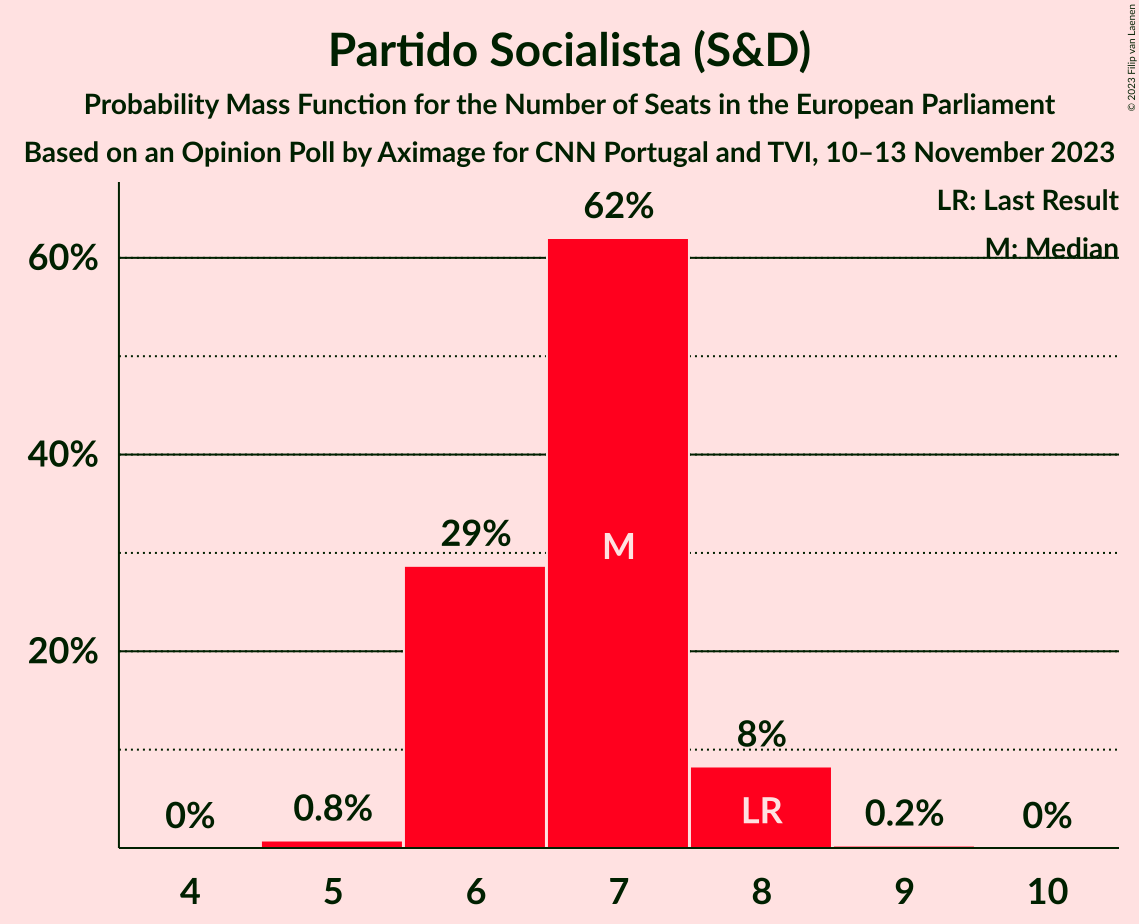 Partido Socialista (S&D)
Probability Mass Function for the Number of Seats in the European Parliament
Based on an Opinion Poll by Aximage for CNN Portugal and TVI, 10–13 November 2023
© 2023 Filip van Laenen
LR: Last Result
M: Median
62%
60%
40%
29%
M
20%
8%
0%
0.8%
LR
0.2%
0%
4 5 6 7 8 9 10